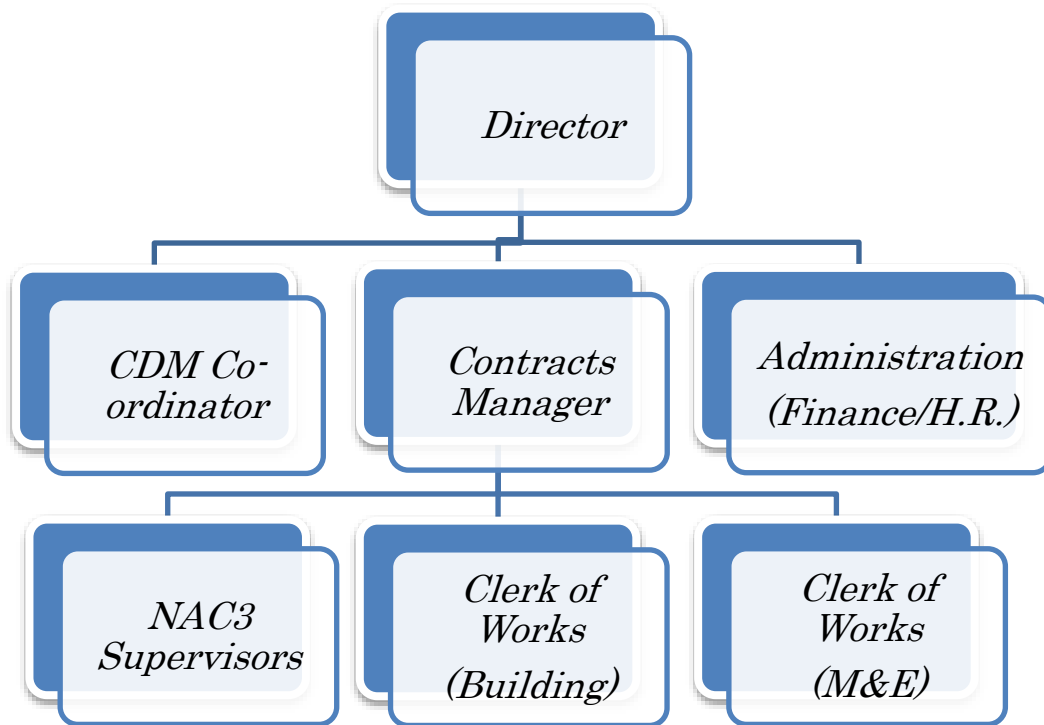 Director
CDM Co-
ordinator
Contracts
Manager
Administration
(Finance/H.R.)
NAC3
Supervisors
Clerk of
Works
(Building)
Clerk of
Works
(M&E)